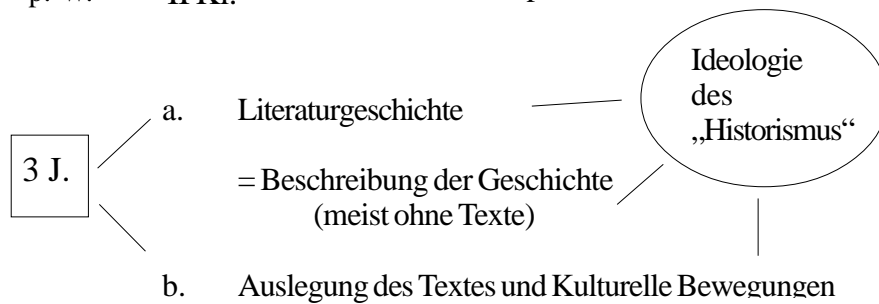 a. Literaturgeschichte
Ideologie
des
„Historismus“
3 J.
= Beschreibung der Geschichte
(meist ohne Texte)
b. Auslegung des Textes und Kulturelle Bewegungen